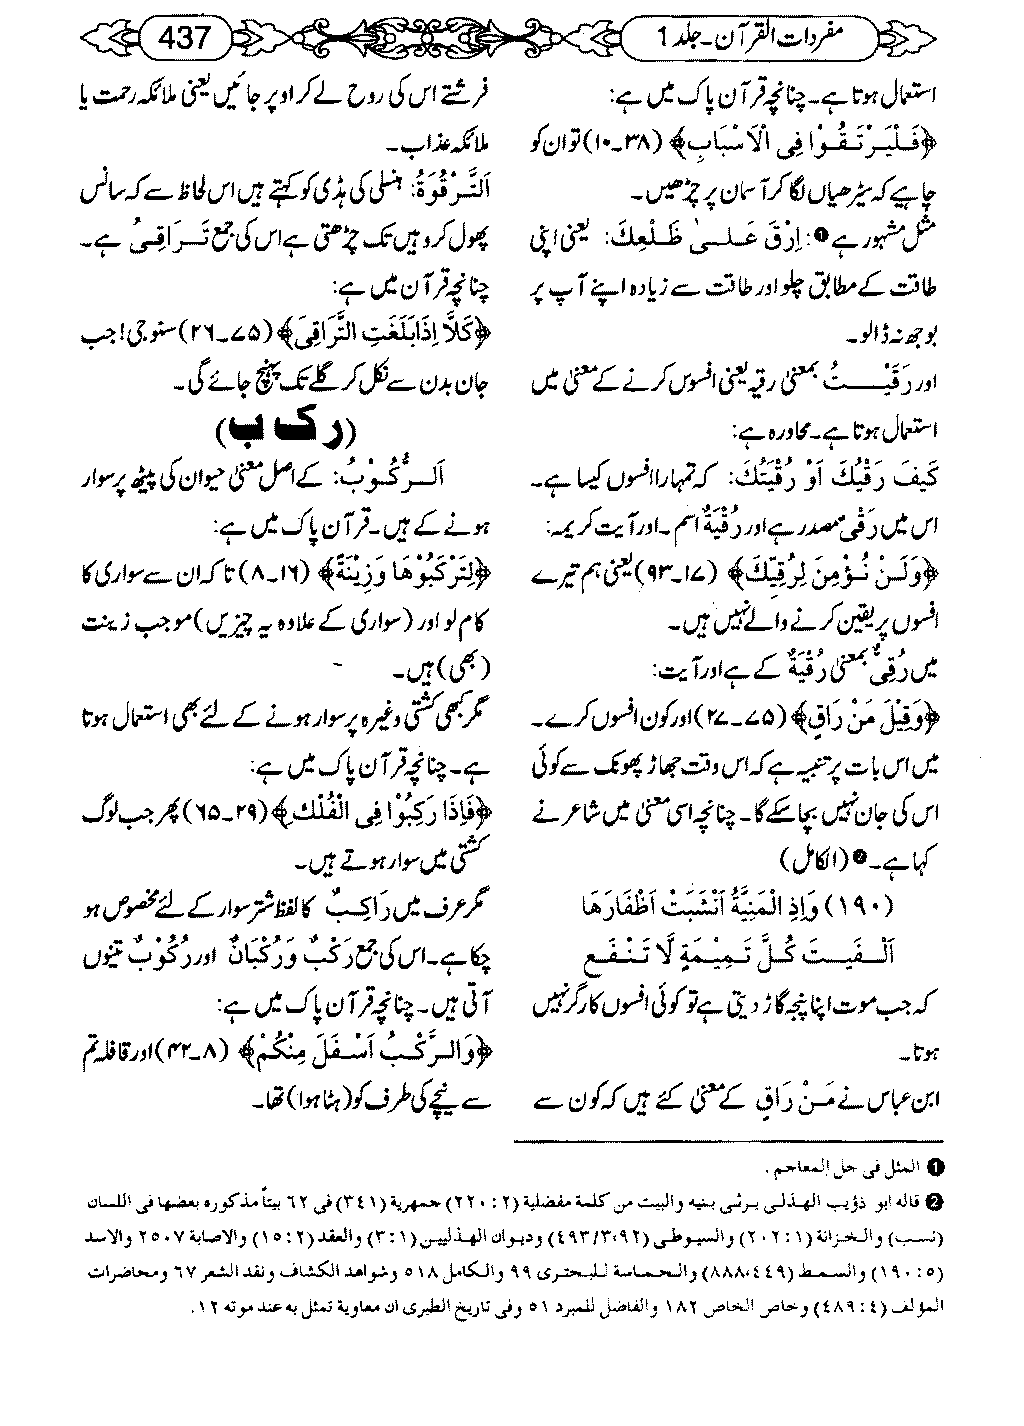 مفردات القرآن۔ جلد 1
437
استعمال ہوتا ہے۔ چنانچہ قرآن پاک میں ہے:
﴿فَلْيَرْتَقُوْا فِى الْاَسْبَابِ﴾ (۳۸۔۱۰) تو ان کو
چاہیے کہ سیڑھیاں لگا کر آسمان پر چڑھیں۔
مثل مشہور ہے❶: اِرْقَ عَلٰى ظَلْعِكَ: یعنی اپنی
طاقت کے مطابق چلو اور طاقت سے زیادہ اپنے آپ پر
بوجھ نہ ڈالو۔
اور رَقَيْتُ بمعنی رقیہ یعنی افسوں کرنے کے معنی میں
استعمال ہوتا ہے۔ محاورہ ہے:
كَيْفَ رَقْيُكَ اَوْ رُقْيَتُكَ: کہ تمہارا افسوں کیسا ہے۔
اس میں رَقْیٌ مصدر ہے اور رُقْيَةٌ اسم۔ اور آیت کریمہ:
﴿وَلَنْ نُؤْمِنَ لِرُقِيِّكَ﴾ (۱۷۔۹۳) یعنی ہم تیرے
افسوں پر یقین کرنے والے نہیں ہیں۔
میں رُقِیٌّ بمعنی رُقْيَةٌ کے ہے اور آیت:
﴿وَقِيْلَ مَنْ رَاقٍ﴾ (۷۵۔۲۷) اور کون افسوں کرے۔
میں اس بات پر تنبیہ ہے کہ اس وقت جھاڑ پھونک سے کوئی
اس کی جان نہیں بچا سکے گا۔ چنانچہ اسی معنی میں شاعر نے
کہا ہے۔❷ (الکامل)
(۱۹۰) وَاِذِ الْمَنِيَّةُ اَنْشَبَتْ اَظْفَارَهَا
اَلْفَيْتَ كُلَّ تَمِيْمَةٍ لَّا تَنْفَعُ
کہ جب موت اپنا پنجہ گاڑ دیتی ہے تو کوئی افسوں کارگر نہیں
ہوتا۔
ابن عباس نے مَنْ رَاقٍ کے معنی کئے ہیں کہ کون سے
فرشتے اس کی روح لے کر اوپر جائیں یعنی ملائکہ رحمت یا
ملائکہ عذاب۔
اَلتَّرْقُوَةُ: ہنسلی کی ہڈی کو کہتے ہیں اس لحاظ سے کہ سانس
پھول کر وہیں تک چڑھتی ہے اس کی جمع تَرَاقِیُ ہے۔
چنانچہ قرآن میں ہے:
﴿كَلَّا اِذَا بَلَغَتِ التَّرَاقِىَ﴾ (۷۵۔۲۶) سنو جی! جب
جان بدن سے نکل کر گلے تک پہنچ جائے گی۔
(ر ک ب)
اَلرُّكُوْبُ: کے اصل معنی حیوان کی پیٹھ پر سوار
ہونے کے ہیں۔ قرآن پاک میں ہے:
﴿لِتَرْكَبُوْهَا وَزِيْنَةً﴾ (۱۶۔۸) تا کہ ان سے سواری کا
کام لو اور (سواری کے علاوہ یہ چیزیں) موجب زینت
(بھی) ہیں۔
مگر کبھی کشتی وغیرہ پر سوار ہونے کے لئے بھی استعمال ہوتا
ہے۔ چنانچہ قرآن پاک میں ہے:
﴿فَاِذَا رَكِبُوْا فِى الْفُلْكِ﴾ (۲۹۔۶۵) پھر جب لوگ
کشتی میں سوار ہوتے ہیں۔
مگر عرف میں رَاكِبٌ کا لفظ شتر سوار کے لئے مخصوص ہو
چکا ہے۔ اس کی جمع رَكْبٌ وَرُكْبَانٌ اور رُكُوْبٌ تینوں
آتی ہیں۔ چنانچہ قرآن پاک میں ہے:
﴿وَالرَّكْبُ اَسْفَلَ مِنْكُمْ﴾ (۸۔۴۲) اور قافلہ تم
سے نیچے کی طرف کو (ہٹا ہوا) تھا۔
❶ المثل فى جل المعاجم .
❷ قاله ابو ذؤيب الهذلى يرثى بنيه والبيت من كلمة مفضلية (۲:۲۲۰) جمهرية (۳٤۱) فى ٦۲ بيتاً مذكوره بعضها فى اللسان
(نسب) والخزانة (۱:۲۰۲) والسيوطى (۹۲،۳/٤۹۳) وديوان الهذليين (۱:۳) والعقد (۲:۱۵) والاصابة ۲۵۰۷ والاسد
(۵:۱۹۰) والسمط (٤٤۹،۸۸۸) والحماسة للبحترى ۹۹ والكامل ۵۱۸ وشواهد الكشاف ونقد الشعر ٦۷ ومحاضرات
المؤلف (٤:٤۸۹) وخاص الخاص ۱۸۲ والفاضل للمبرد ۵۱ وفى تاريخ الطبرى ان معاوية تمثل به عند موته ۱۲.